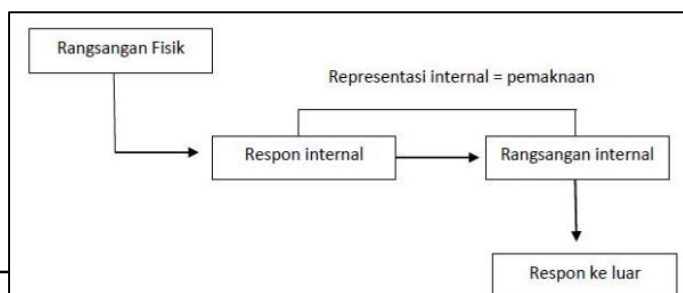 Rangsangan Fisik
Representasi internal = pemaknaan
Respon internal
Rangsangan internal
Respon ke luar